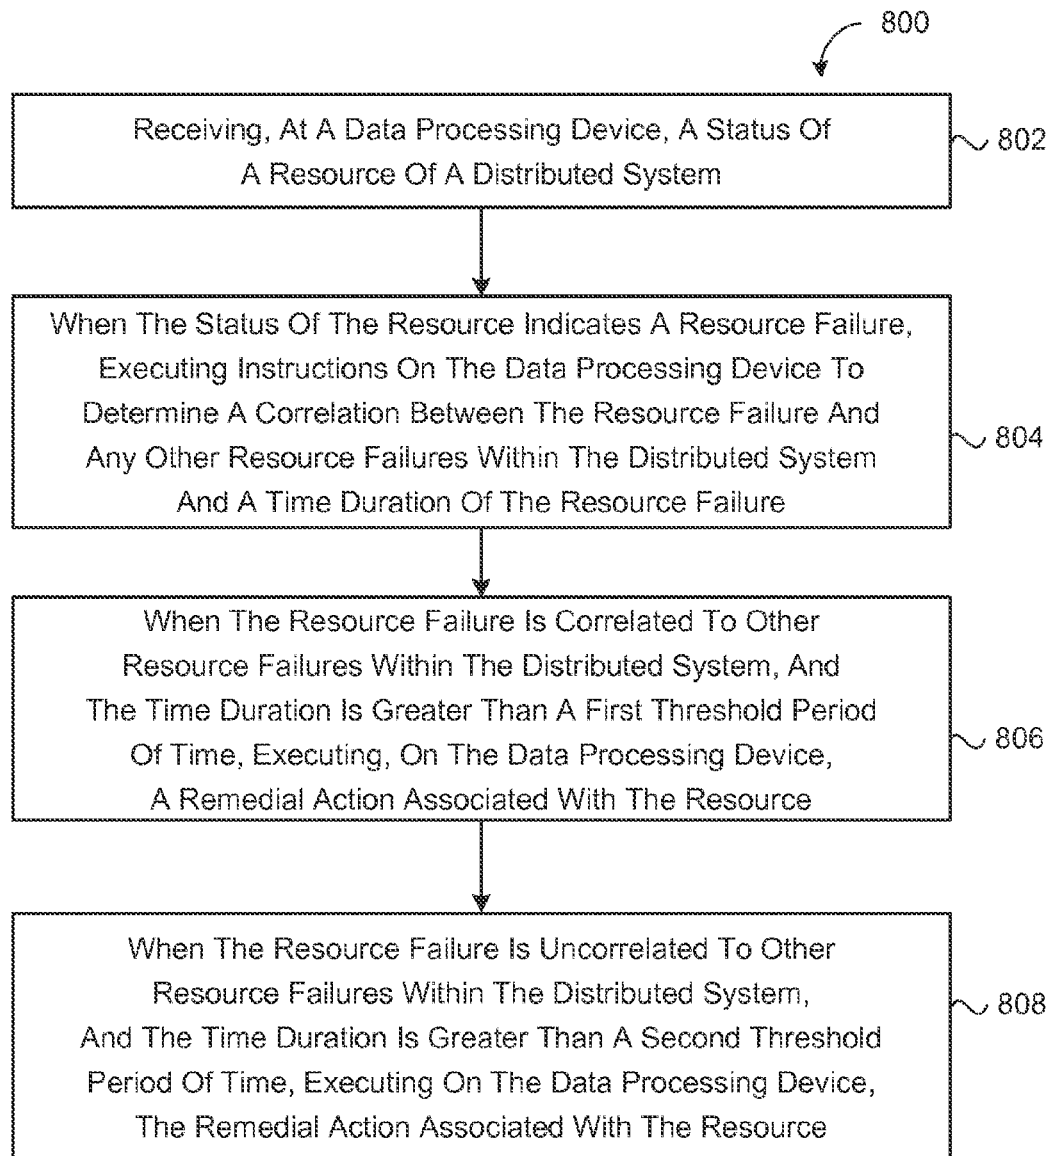 800
Receiving, At A Data Processing Device, A Status Of
A Resource Of A Distributed System
802
When The Status Of The Resource Indicates A Resource Failure,
Executing Instructions On The Data Processing Device To
Determine A Correlation Between The Resource Failure And
Any Other Resource Failures Within The Distributed System
And A Time Duration Of The Resource Failure
804
When The Resource Failure Is Correlated To Other
Resource Failures Within The Distributed System, And
The Time Duration Is Greater Than A First Threshold Period
Of Time, Executing, On The Data Processing Device,
A Remedial Action Associated With The Resource
806
When The Resource Failure Is Uncorrelated To Other
Resource Failures Within The Distributed System,
And The Time Duration Is Greater Than A Second Threshold
Period Of Time, Executing On The Data Processing Device,
The Remedial Action Associated With The Resource
808